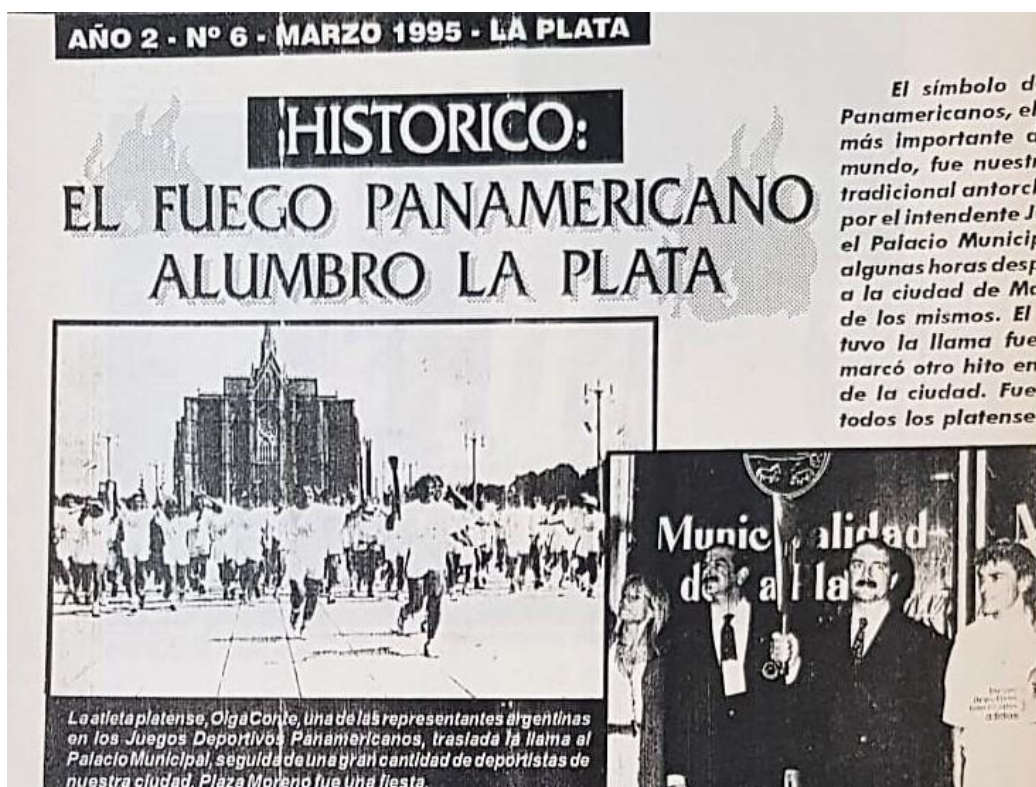 AÑO 2 - Nº 6 - MARZO 1995 - LA PLATA
HISTORICO:
EL FUEGO PANAMERICANO
ALUMBRO LA PLATA
El símbolo d
Panamericanos, el
más importante
mundo, fue nuestr
tradicional antorch
por el intendente J
el Palacio Municip
algunas horas desp
a la ciudad de Ma
de los mismos. El
tuvo la llama fue
marcó otro hito en
de la ciudad. Fue
todos los platense
Munic alidad
de a Pla
adidas
La atleta platense, Olga Conte, una de las representantes argentinas
en los Juegos Deportivos Panamericanos, traslada la llama al
Palacio Municipal, seguida de una gran cantidad de deportistas de
nuestra ciudad. Plaza Moreno fue una fiesta.